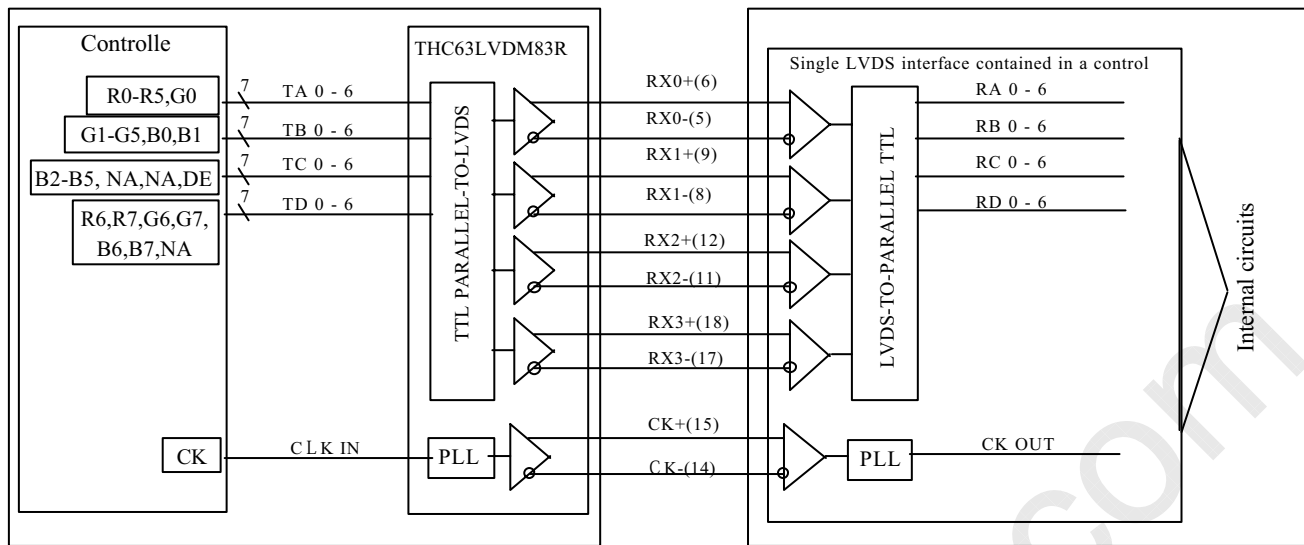 Controlle
THC63LVDM83R
Single LVDS interface contained in a control
R0-R5,G0
7
TA 0 - 6
RX0+(6)
RA 0 - 6
G1-G5,B0,B1
7
TB 0 - 6
RX0-(5)
RB 0 - 6
B2-B5, NA,NA,DE
7
TC 0 - 6
RX1+(9)
RC 0 - 6
R6,R7,G6,G7,
B6,B7,NA
7
TD 0 - 6
RX1-(8)
RD 0 - 6
TTL PARALLEL-TO-LVDS
RX2+(12)
RX2-(11)
RX3+(18)
RX3-(17)
LVDS-TO-PARALLEL TTL
Internal circuits
CK
CLK IN
PLL
CK+(15)
CK-(14)
PLL
CK OUT
com